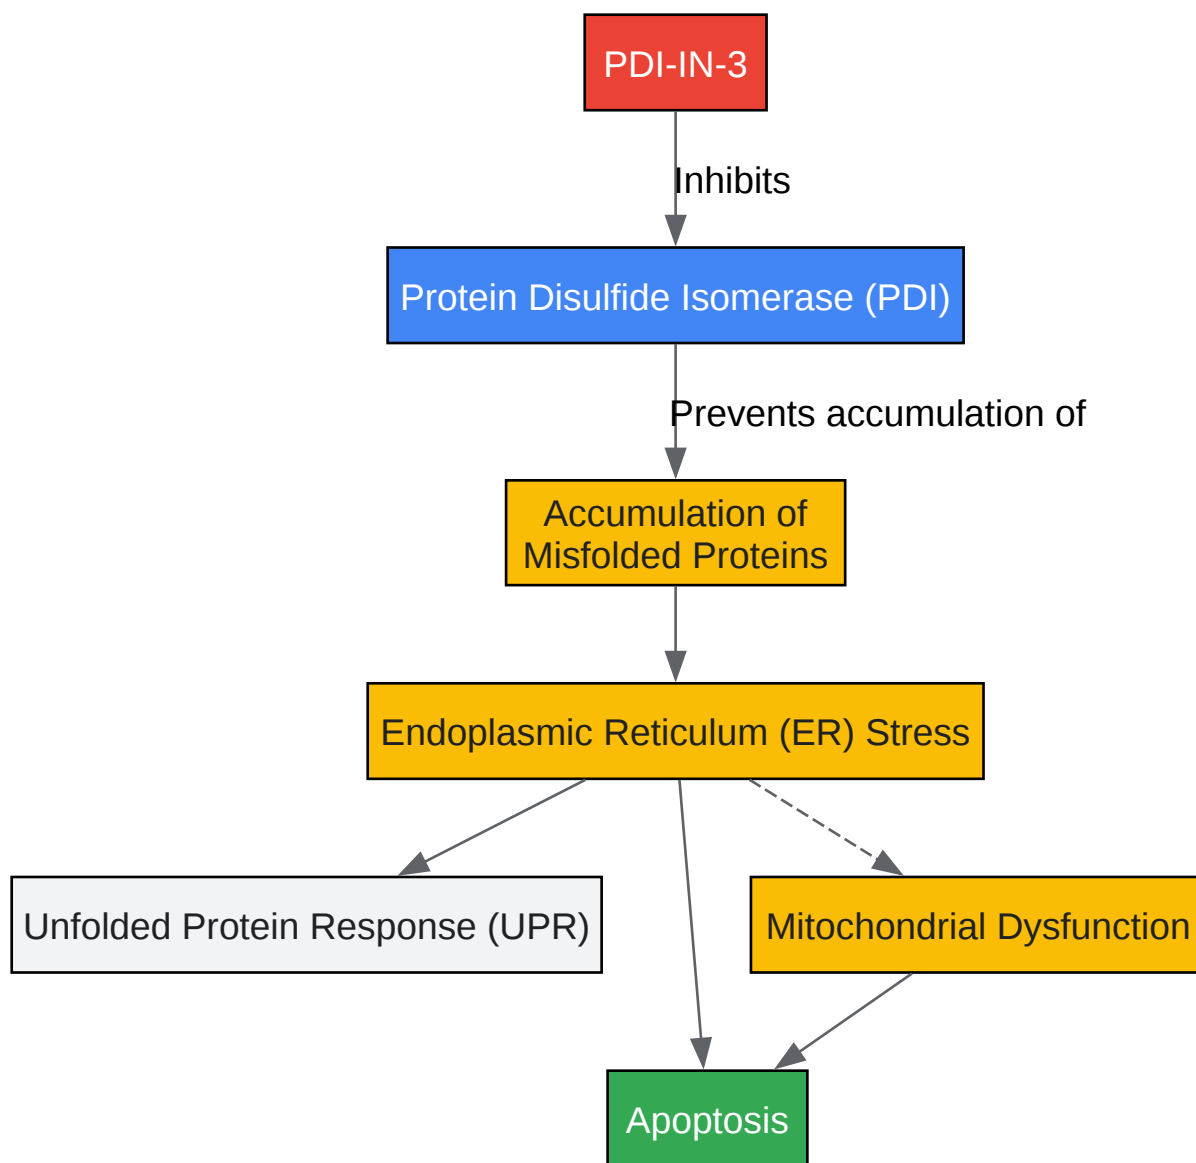 PDI-IN-3
Inhibits
Protein Disulfide Isomerase (PDI)
Prevents accumulation of
Accumulation of
Misfolded Proteins
Endoplasmic Reticulum (ER) Stress
Unfolded Protein Response (UPR)
Mitochondrial Dysfunction
Apoptosis